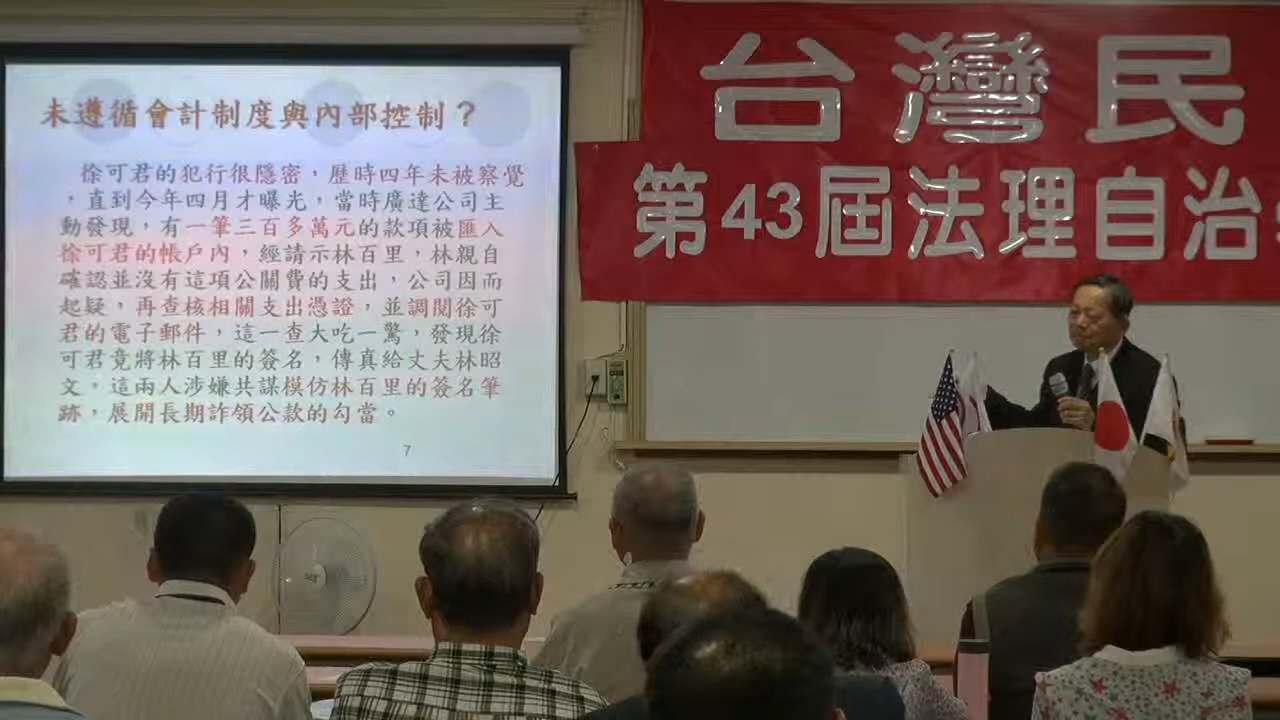 未遵循會計制度與內部控制？
徐可君的犯行很隱密，歷時四年未被察覺
，直到今年四月才曝光，當時廣達公司主
動發現，有一筆三百多萬元的款項被匯入
徐可君的帳戶內，經請示林百里，林親自
確認並沒有這項公關費的支出，公司因而
起疑，再查核相關支出憑證，並調閱徐可
君的電子郵件，這一查大吃一驚，發現徐
可君竟將林百里的簽名，傳真給丈夫林昭
文。這兩人涉嫌共謀模仿林百里的簽名筆
跡，展開長期詐領公款的勾當。
7
台灣民
第43屆法理自治